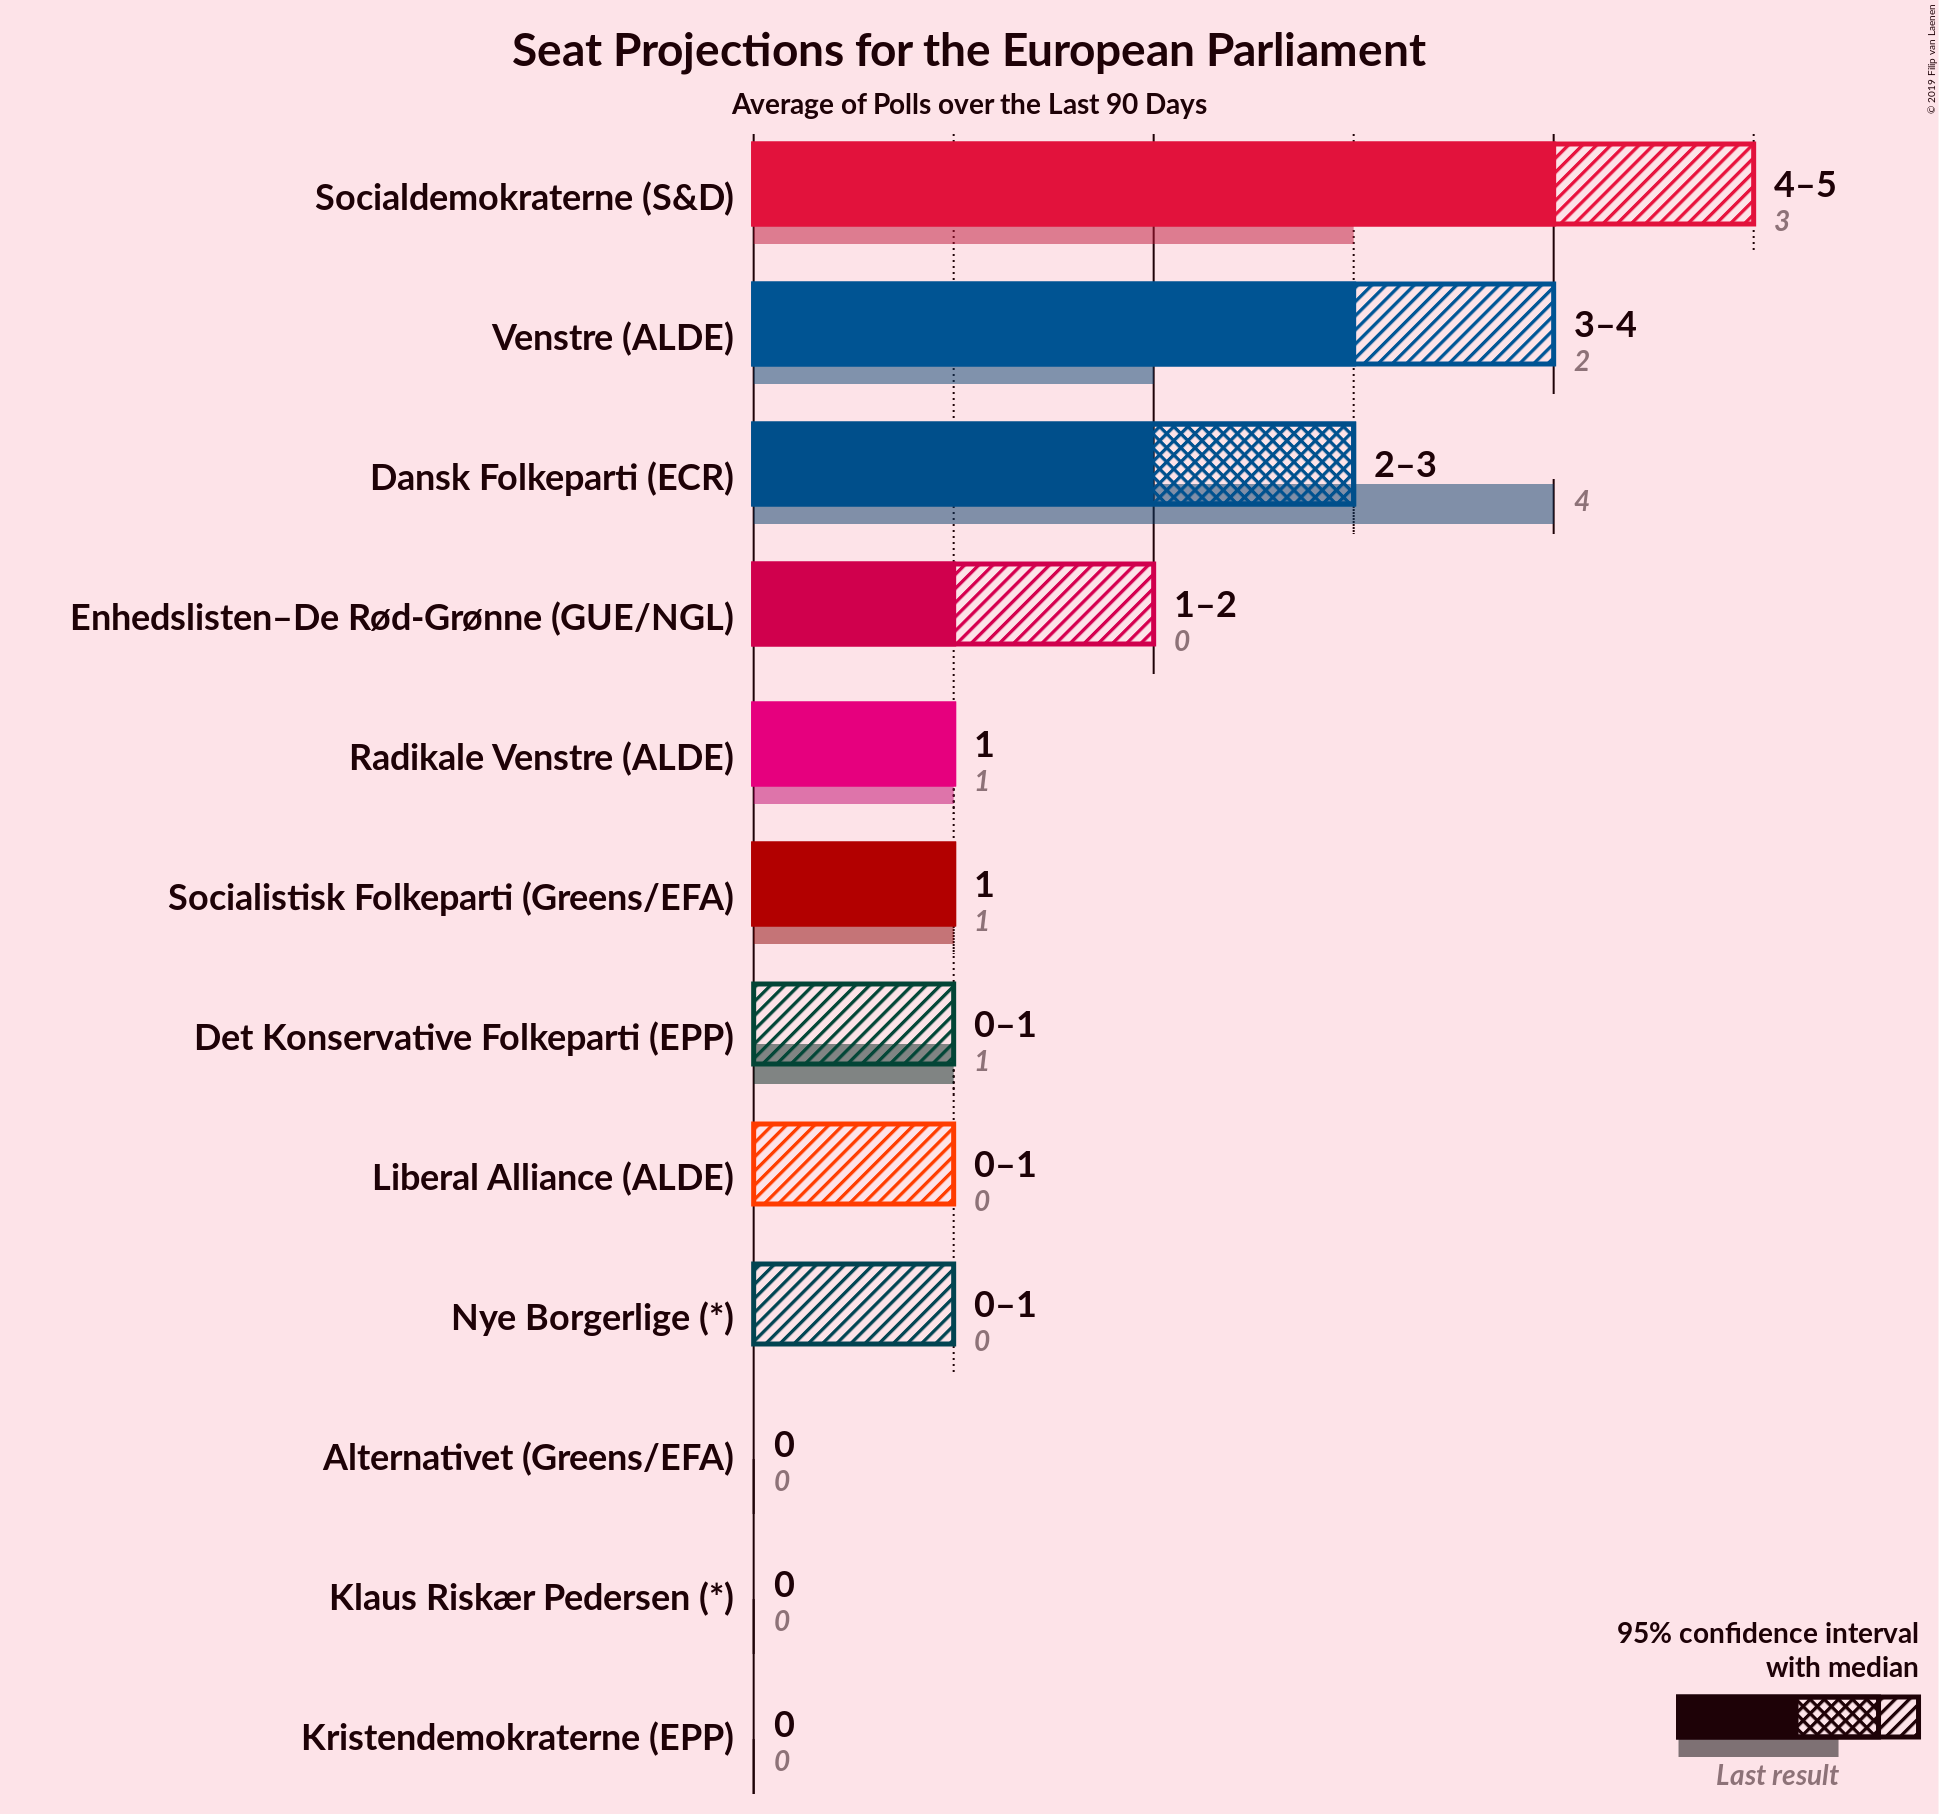 Seat Projections for the European Parliament
Average of Polls over the Last 90 Days
© 2019 Filip van Laenen
Socialdemokraterne (S&D)
4–5
3
Venstre (ALDE)
3–4
2
Dansk Folkeparti (ECR)
2–3
4
Enhedslisten–De Rød-Grønne (GUE/NGL)
1–2
0
Radikale Venstre (ALDE)
1
1
Socialistisk Folkeparti (Greens/EFA)
1
1
Det Konservative Folkeparti (EPP)
0–1
1
Liberal Alliance (ALDE)
0–1
0
Nye Borgerlige (*)
0–1
0
Alternativet (Greens/EFA)
0
0
Klaus Riskær Pedersen (*)
0
0
Kristendemokraterne (EPP)
0
0
95% confidence interval
with median
Last result